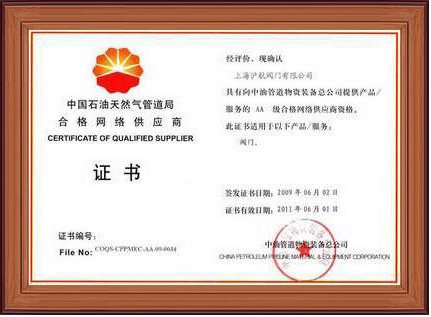 中国石油天然气管道局
合格网络供应商
CERTIFICATE OF QUALIFIED SUPPLIER
证书
证书编号:
File No: COQS-CPPMEC-AA-09-0034
经评价，现确认
上海沪航阀门有限公司
具有向中油管道物资装备总公司提供产品/
服务的 AA 级合格网络供应商资格。
此证书适用于以下产品/服务:
阀门。
签发证书日期: 2009 年 06 月 02 日
证书有效日期: 2011 年 06 月 01 日
中油管道物资装备总公司
CHINA PETROLEUM PIPELINE MATERIAL & EQUIPMENT CORPORATION